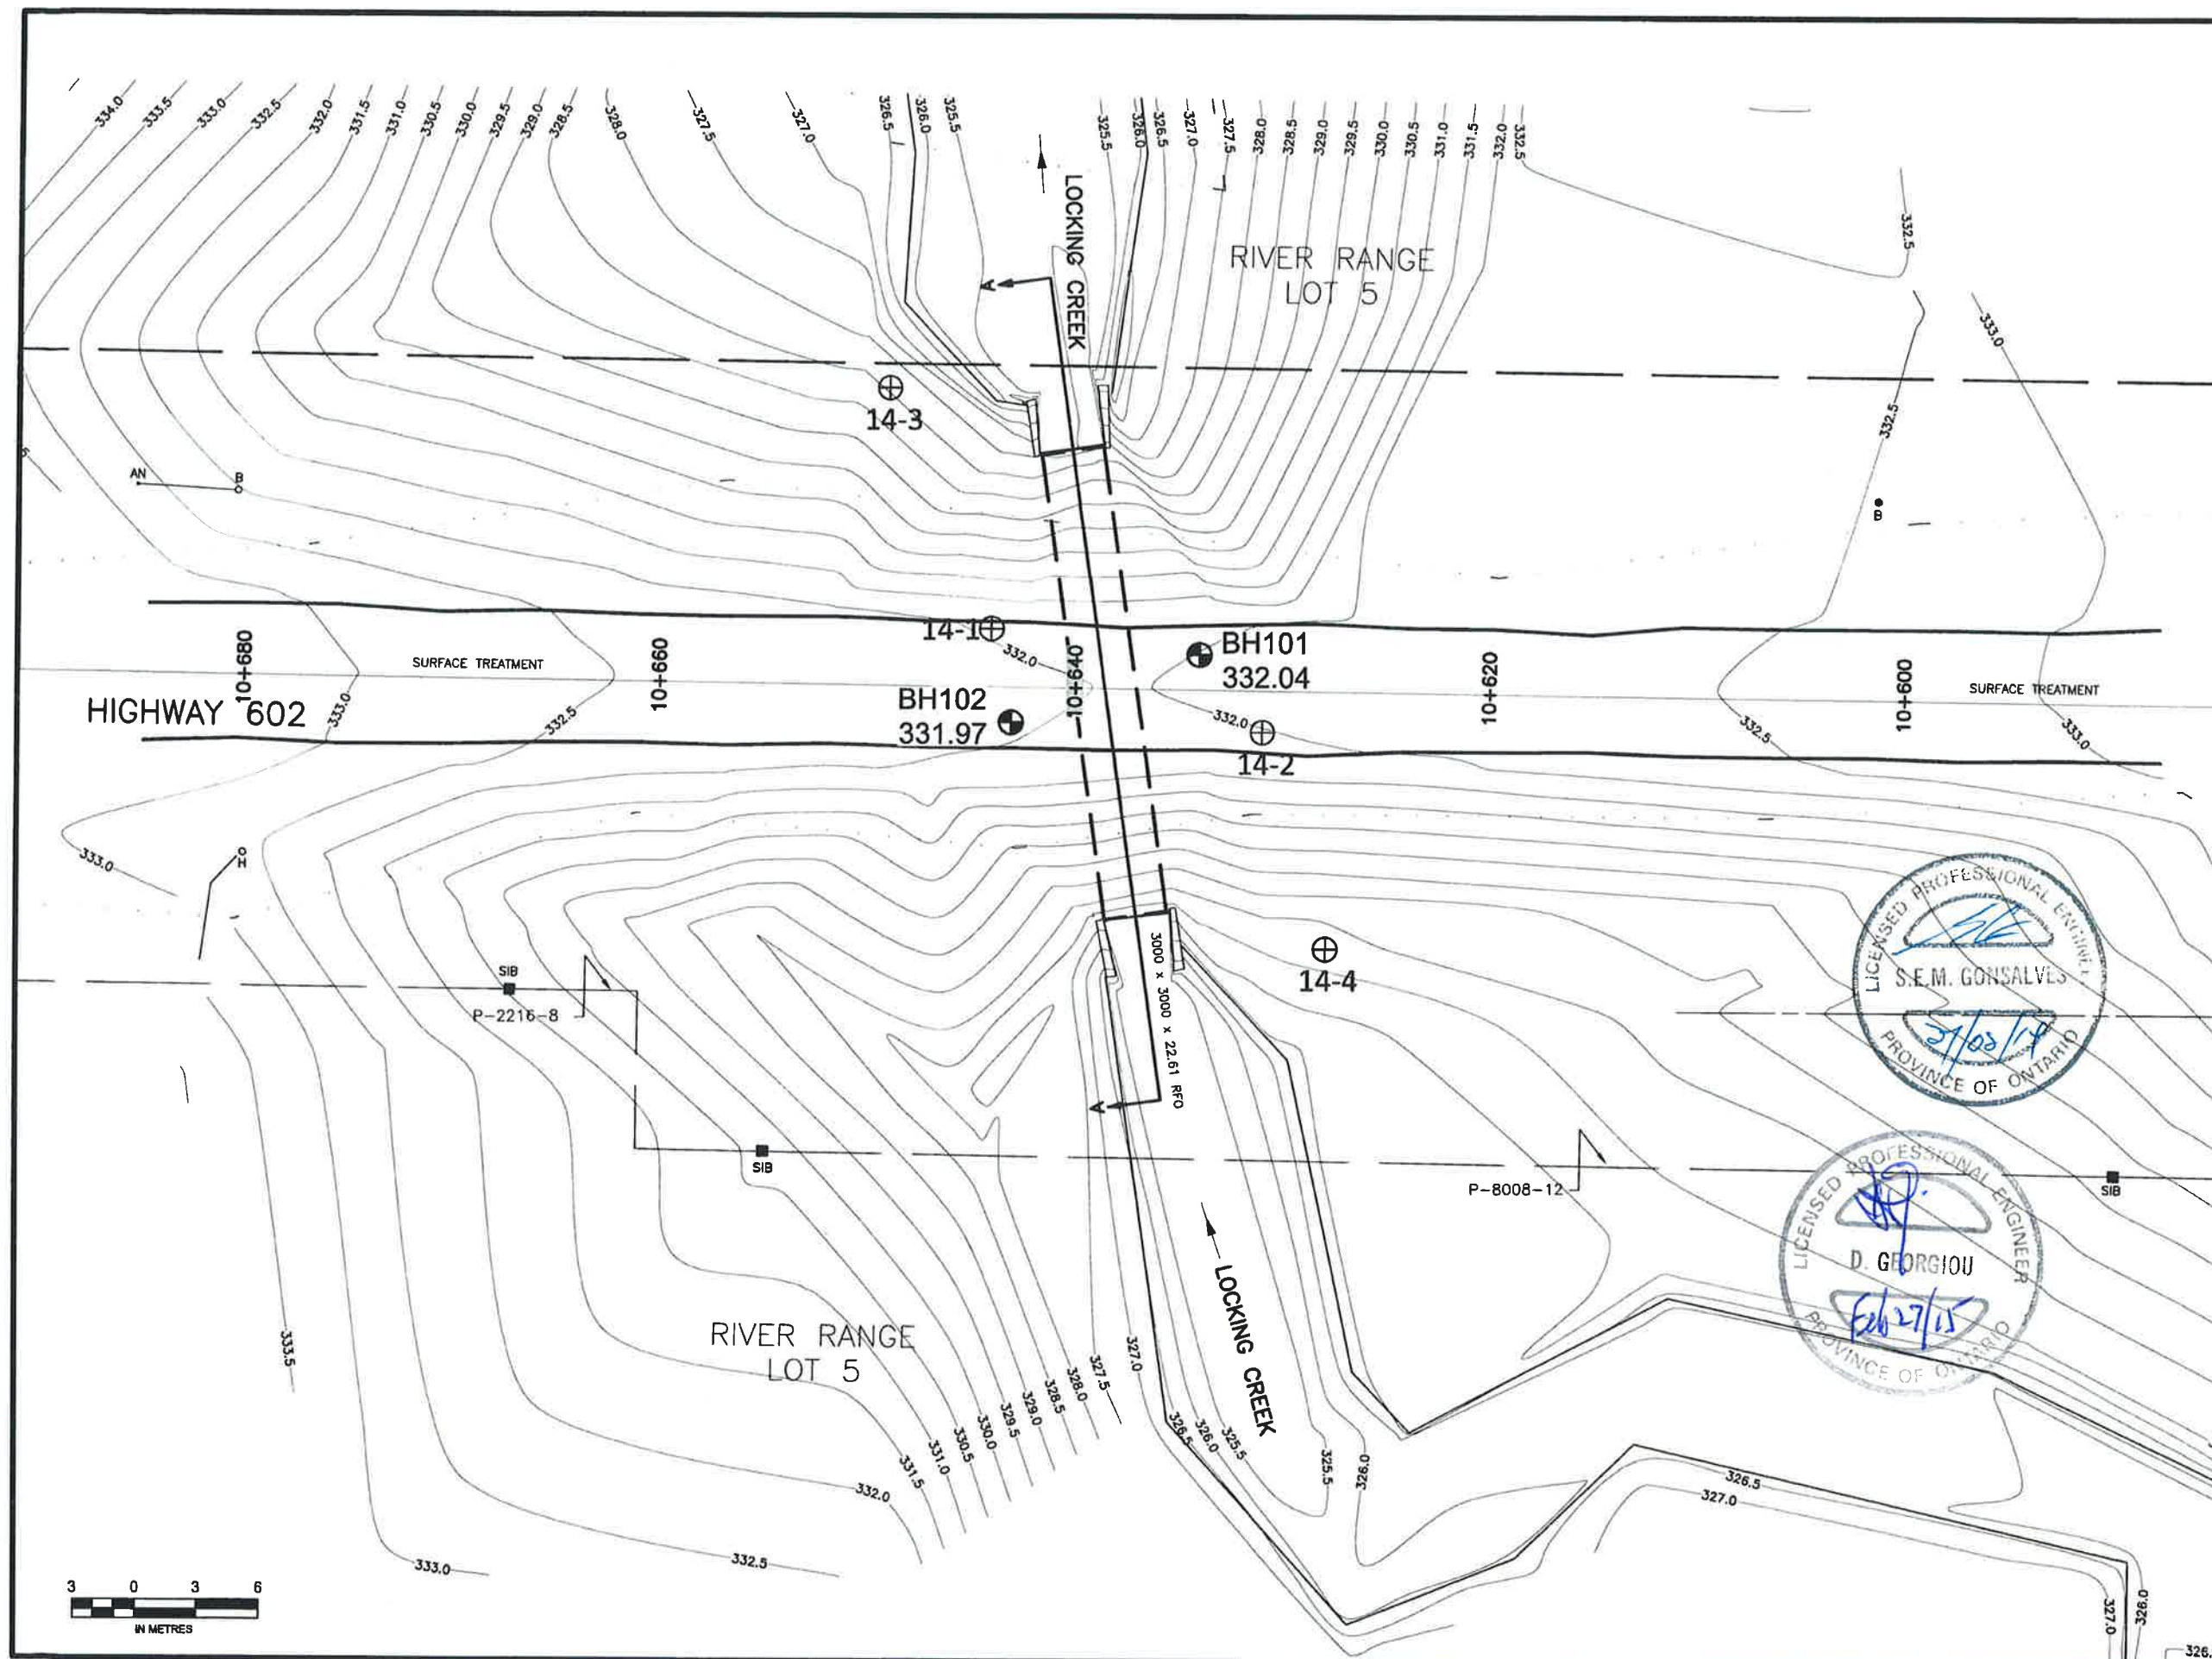 334.0
333.5
333.0
332.5
332.0
331.5
331.0
330.5
330.0
329.5
329.0
328.5
328.0
327.5
327.0
326.5
326.0
325.5
325.5
326.0
326.5
327.0
327.5
328.0
328.5
329.0
329.5
330.0
330.5
331.0
331.5
332.0
332.5
332.5
333.0
332.5
LOCKING CREEK
RIVER RANGE
LOT 5
A
14-3
AN
B
B
14-1
332.0
BH101
332.04
10+680
10+660
10+640
10+620
10+600
SURFACE TREATMENT
SURFACE TREATMENT
HIGHWAY 602
333.0
332.5
BH102
331.97
332.0
14-2
332.5
333.0
333.0
H
SIB
P-2216-8
14-4
3000 x 3000 x 22.61 RFO
A
SIB
P-8008-12
SIB
LICENSED PROFESSIONAL ENGINEER
S.E.M. GONSALVES
PROVINCE OF ONTARIO
LICENSED PROFESSIONAL ENGINEER
D. GEORGIOU
Feb 27/15
PROVINCE OF ONTARIO
LOCKING CREEK
RIVER RANGE
LOT 5
333.5
333.0
332.5
332.0
331.5
331.0
330.5
330.0
329.5
329.0
328.5
328.0
327.5
327.0
326.5
326.0
325.5
325.5
326.0
326.5
327.0
327.0
326.0
3 0 3 6
IN METRES